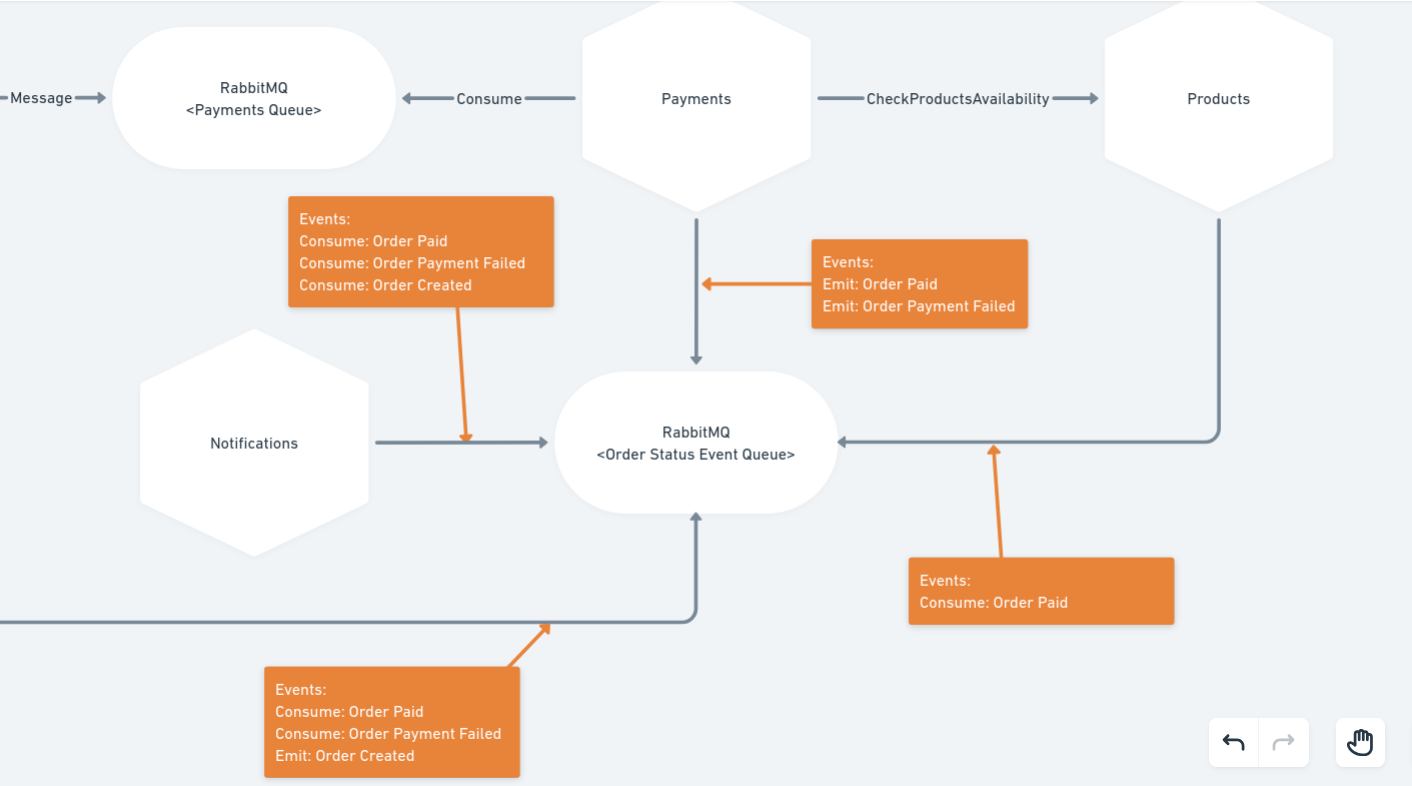 Message
RabbitMQ
<Payments Queue>
Consume
Payments
CheckProductsAvailability
Products
Events:
Consume: Order Paid
Consume: Order Payment Failed
Consume: Order Created
Events:
Emit: Order Paid
Emit: Order Payment Failed
Notifications
RabbitMQ
<Order Status Event Queue>
Events:
Consume: Order Paid
Events:
Consume: Order Paid
Consume: Order Payment Failed
Emit: Order Created